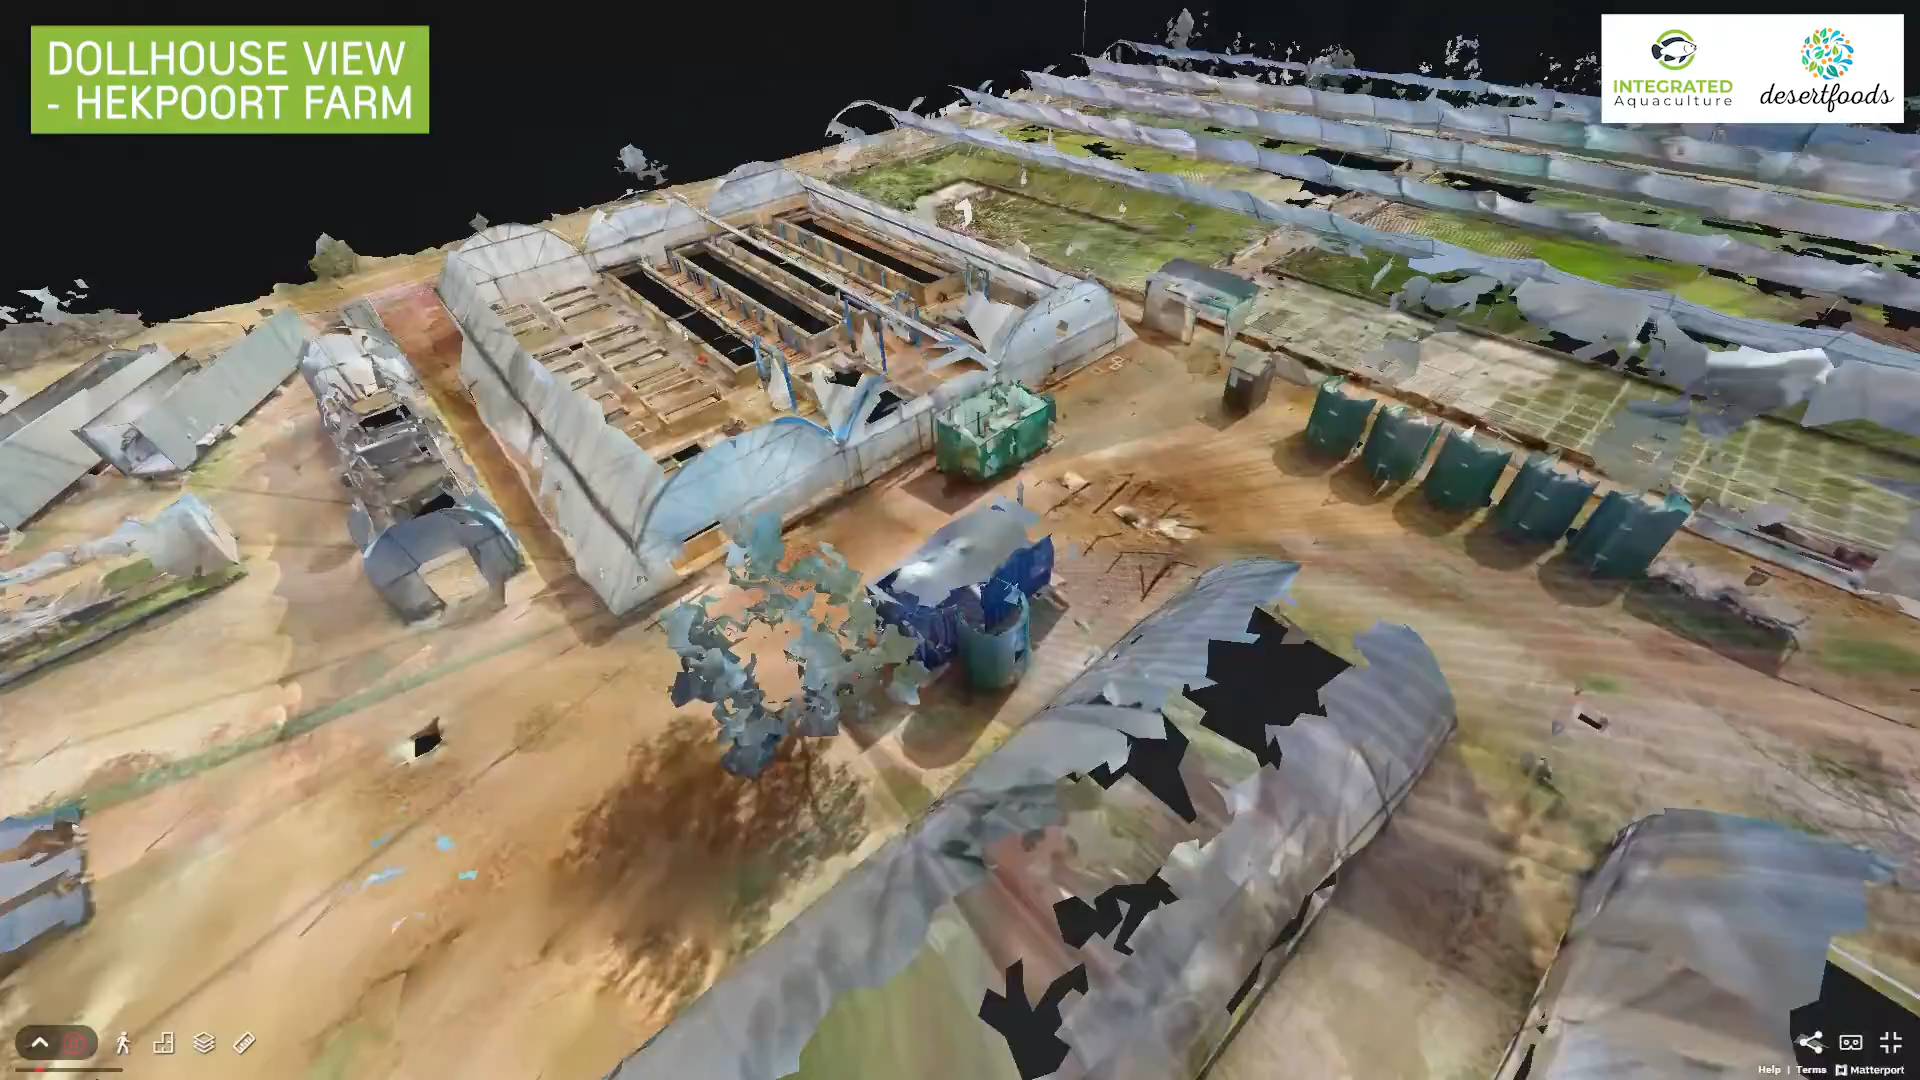 DOLLHOUSE VIEW
- HEKPOORT FARM
INTEGRATED
Aquaculture
desertfoods
Help | Terms Matterport